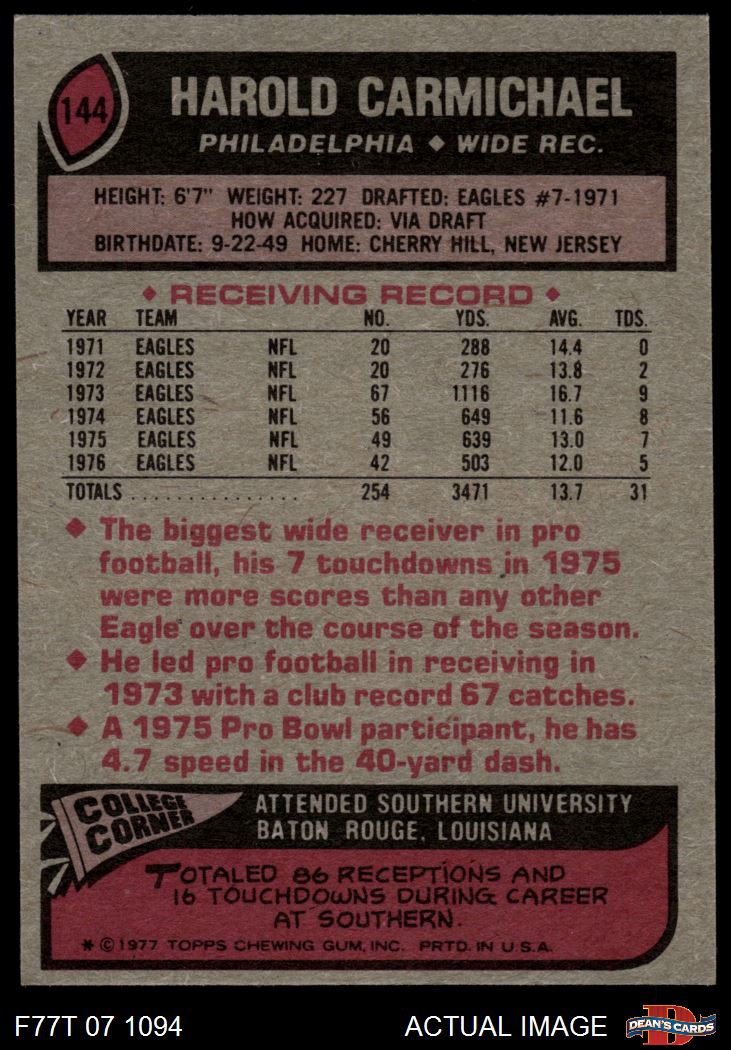 144
HAROLD CARMICHAEL
PHILADELPHIA ♦ WIDE REC.
HEIGHT: 6'7" WEIGHT: 227 DRAFTED: EAGLES #7-1971
HOW ACQUIRED: VIA DRAFT
BIRTHDATE: 9-22-49 HOME: CHERRY HILL, NEW JERSEY
♦ RECEIVING RECORD ♦
YEAR TEAM NO. YDS. AVG. TDS.
1971 EAGLES NFL 20 288 14.4 0
1972 EAGLES NFL 20 276 13.8 2
1973 EAGLES NFL 67 1116 16.7 9
1974 EAGLES NFL 56 649 11.6 8
1975 EAGLES NFL 49 639 13.0 7
1976 EAGLES NFL 42 503 12.0 5
TOTALS ................ 254 3471 13.7 31
♦ The biggest wide receiver in pro
football, his 7 touchdowns in 1975
were more scores than any other
Eagle over the course of the season.
♦ He led pro football in receiving in
1973 with a club record 67 catches.
♦ A 1975 Pro Bowl participant, he has
4.7 speed in the 40-yard dash.
COLLEGE
CORNER
ATTENDED SOUTHERN UNIVERSITY
BATON ROUGE, LOUISIANA
TOTALED 86 RECEPTIONS AND
16 TOUCHDOWNS DURING CAREER
AT SOUTHERN.
* © 1977 TOPPS CHEWING GUM, INC. PRTD. IN U.S.A.
F77T 07 1094 ACTUAL IMAGE
D
DEAN'S CARDS